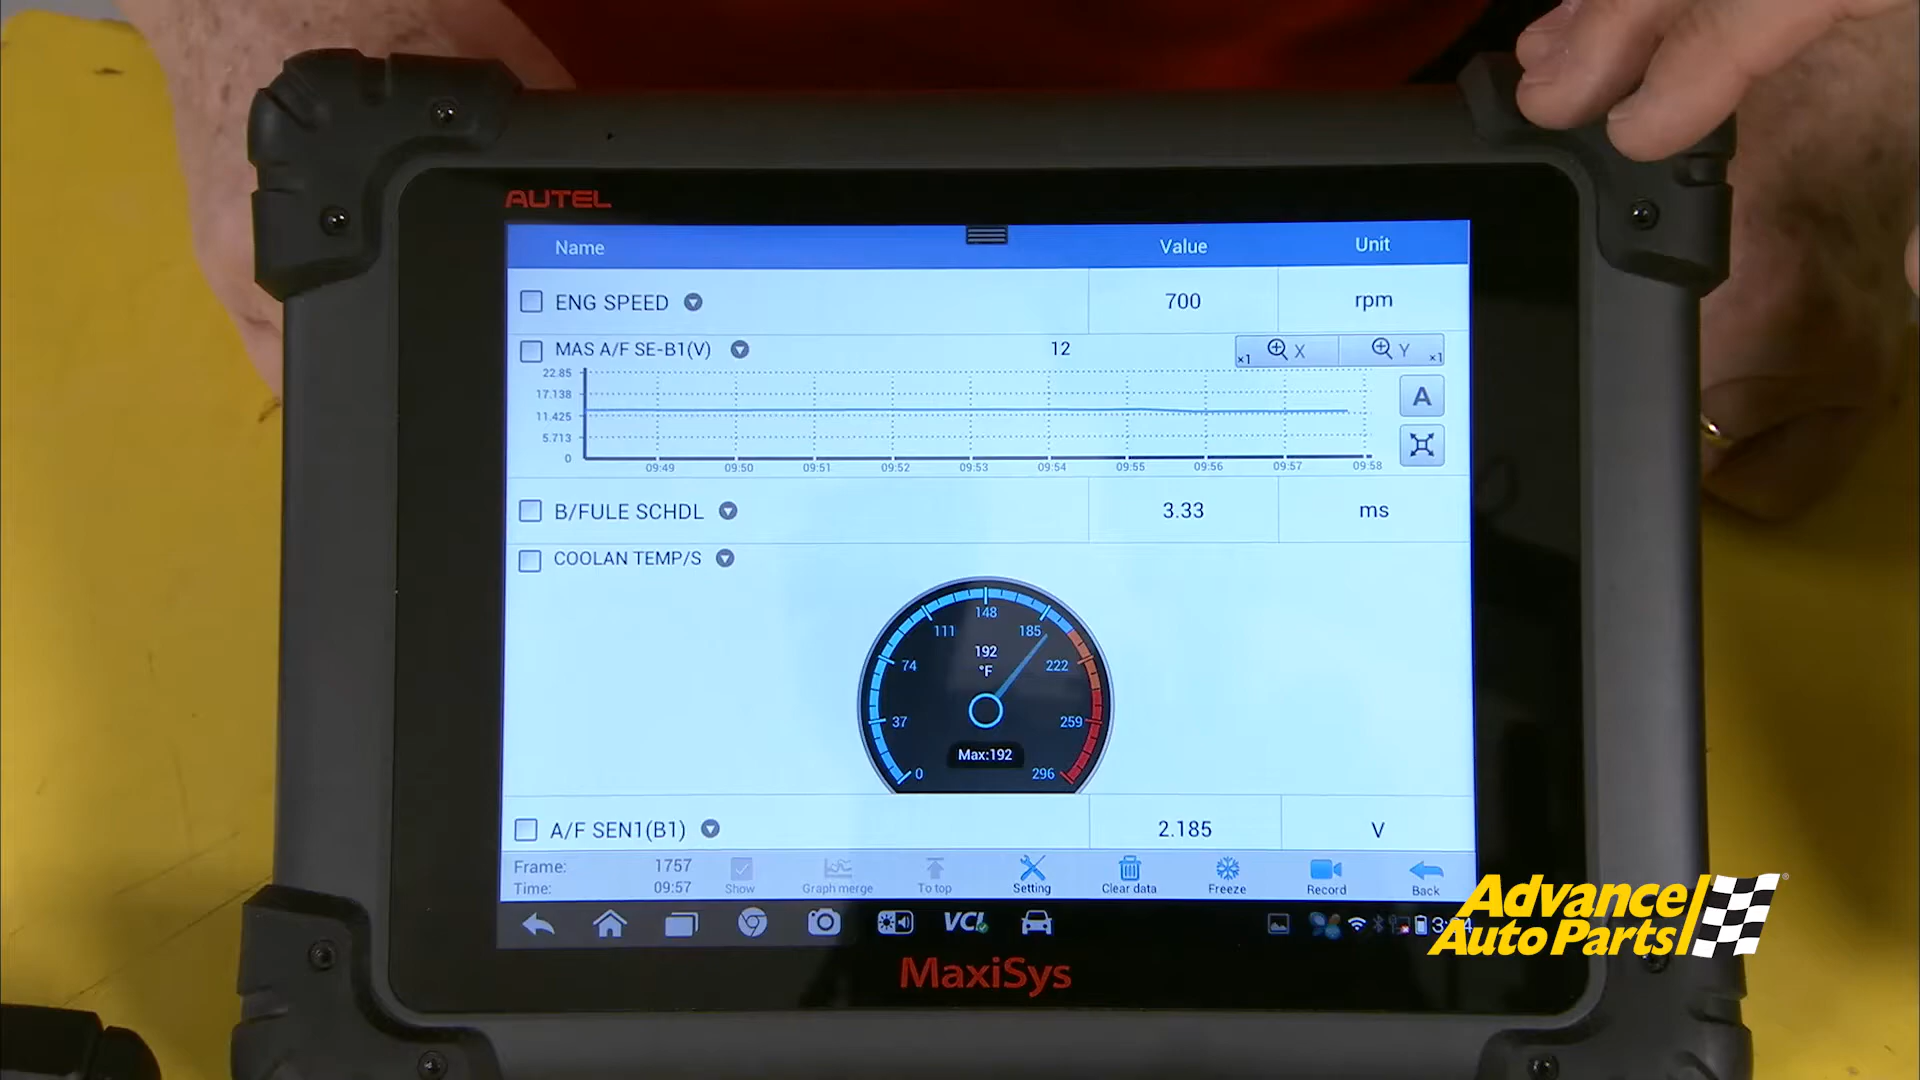 AUTEL
Name Value Unit
ENG SPEED 700 rpm
MAS A/F SE-B1(V) 12 ×1 X Y ×1
22.85
17.138
11.425
5.713
0
09:49 09:50 09:51 09:52 09:53 09:54 09:55 09:56 09:57 09:58
A
B/FULE SCHDL 3.33 ms
COOLAN TEMP/S
148
111 185
192
°F
74 222
37 259
Max:192
0 296
A/F SEN1(B1) 2.185 V
Frame: 1757
Time: 09:57
Show Graph merge To top Setting Clear data Freeze Record Back
VCI
MaxiSys
Advance
Auto Parts